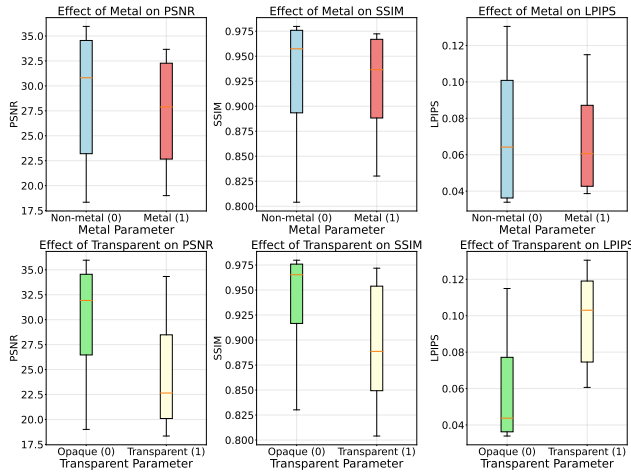 Effect of Metal on PSNR
Effect of Metal on SSIM
Effect of Metal on LPIPS
PSNR
35.0
32.5
30.0
27.5
25.0
22.5
20.0
17.5
Non-metal (0) Metal (1)
Metal Parameter
SSIM
0.975
0.950
0.925
0.900
0.875
0.850
0.825
0.800
Non-metal (0) Metal (1)
Metal Parameter
LPIPS
0.12
0.10
0.08
0.06
0.04
Non-metal (0) Metal (1)
Metal Parameter
Effect of Transparent on PSNR
Effect of Transparent on SSIM
Effect of Transparent on LPIPS
PSNR
35.0
32.5
30.0
27.5
25.0
22.5
20.0
17.5
Opaque (0) Transparent (1)
Transparent Parameter
SSIM
0.975
0.950
0.925
0.900
0.875
0.850
0.825
0.800
Opaque (0) Transparent (1)
Transparent Parameter
LPIPS
0.12
0.10
0.08
0.06
0.04
Opaque (0) Transparent (1)
Transparent Parameter